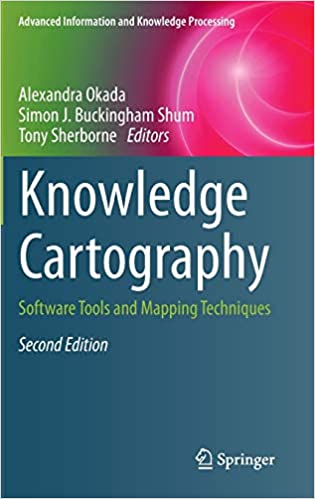 Advanced Information and Knowledge Processing
Alexandra Okada
Simon J. Buckingham Shum
Tony Sherborne Editors
Knowledge
Cartography
Software Tools and Mapping Techniques
Second Edition
Springer